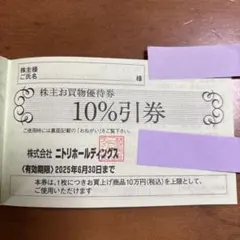 株主様
ご氏名
様
株主お買物優待券
10%引券
ご使用時には裏面記載の「おねがい」をご覧下さい。
株式会社 ニトリホールディングス
〈有効期限〉2025年6月30日まで
本券は、1枚につきお買上げ商品10万円(税込)を上限として、
ご使用いただけます